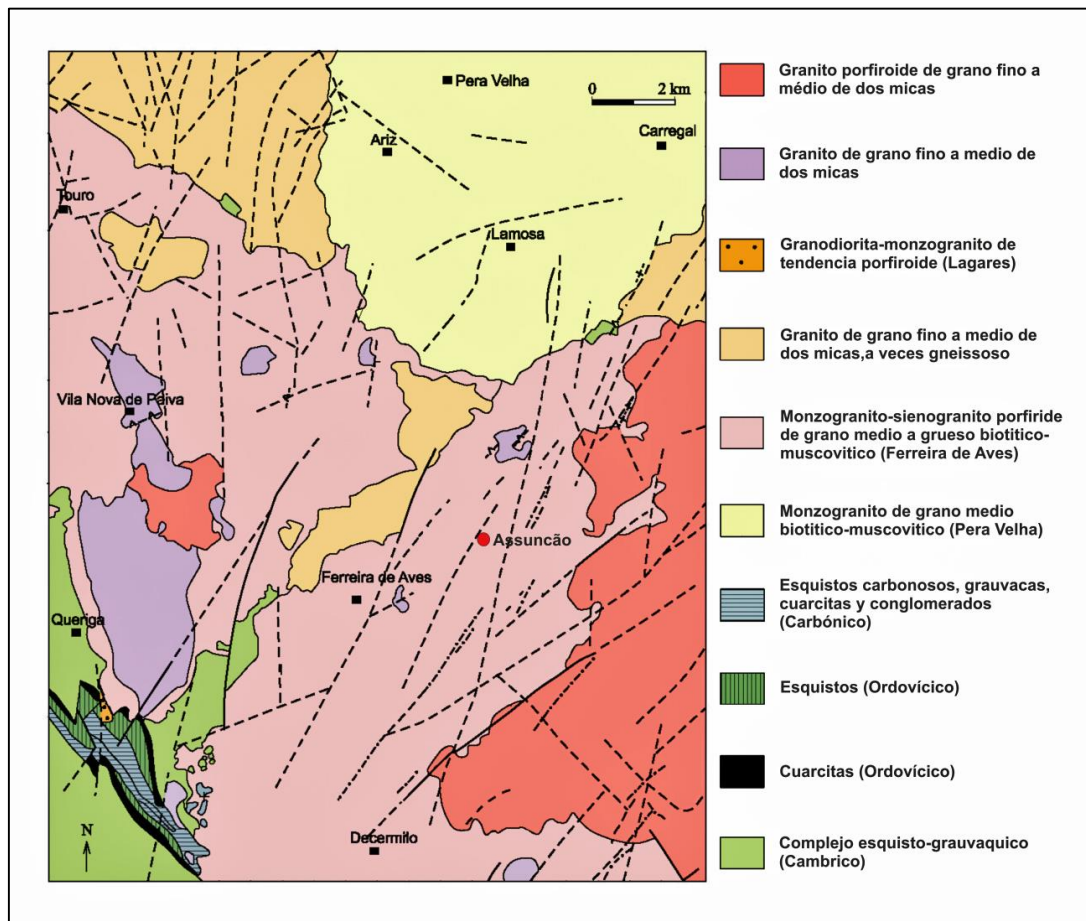 Pera Velha
0 2 km
Ariz
Carregal
Touro
Lamosa
Vila Nova de Paiva
Assuncão
Ferreira de Aves
Queriga
N
Decermilo
Granito porfiroide de grano fino a
médio de dos micas
Granito de grano fino a medio de
dos micas
Granodiorita-monzogranito de
tendencia porfiroide (Lagares)
Granito de grano fino a medio de
dos micas,a veces gneissoso
Monzogranito-sienogranito porfiride
de grano medio a grueso biotitico-
muscovitico (Ferreira de Aves)
Monzogranito de grano medio
biotitico-muscovitico (Pera Velha)
Esquistos carbonosos, grauvacas,
cuarcitas y conglomerados
(Carbónico)
Esquistos (Ordovícico)
Cuarcitas (Ordovícico)
Complejo esquisto-grauvaquico
(Cambrico)